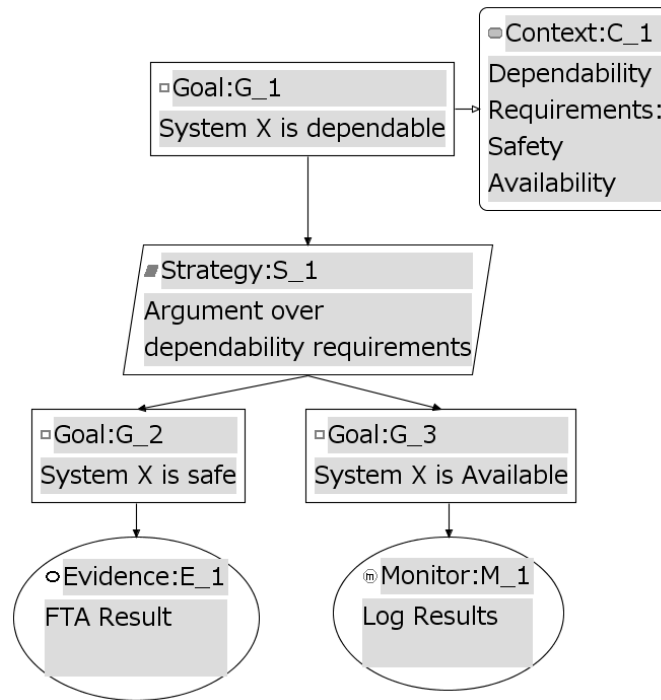 Context:C_1
Dependability
Requirements:
Safety
Availability
Goal:G_1
System X is dependable
Strategy:S_1
Argument over
dependability requirements
Goal:G_2
System X is safe
Goal:G_3
System X is Available
Evidence:E_1
FTA Result
m
Monitor:M_1
Log Results